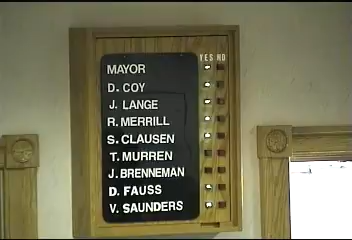 YES NO
MAYOR
D. COY
J. LANGE
R. MERRILL
S. CLAUSEN
T. MURREN
J. BRENNEMAN
D. FAUSS
V. SAUNDERS